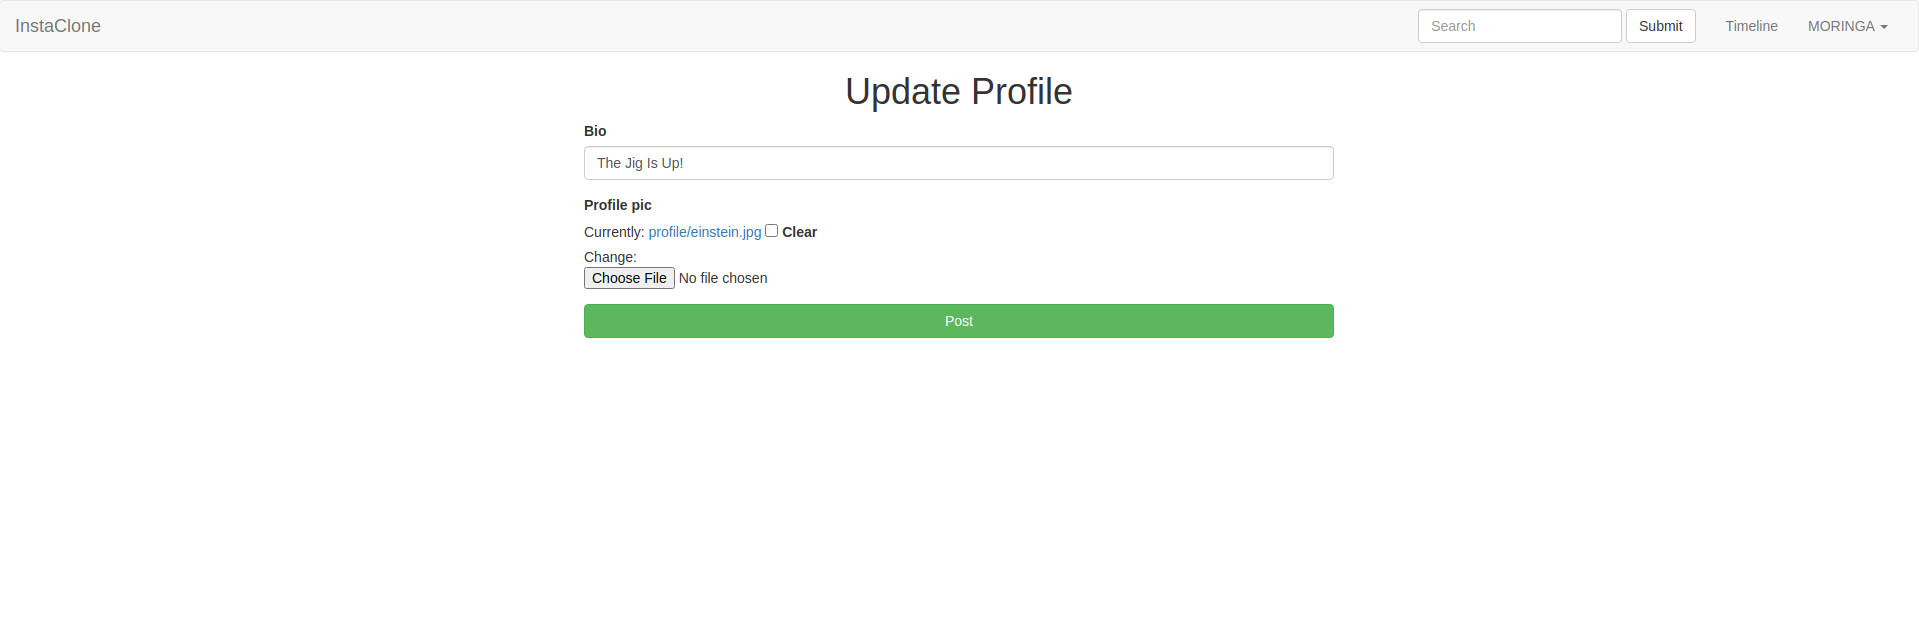 InstaClone Search Submit Timeline MORINGA
Update Profile
Bio
The Jig Is Up!
Profile pic
Currently: profile/einstein.jpg Clear
Change:
Choose File No file chosen
Post